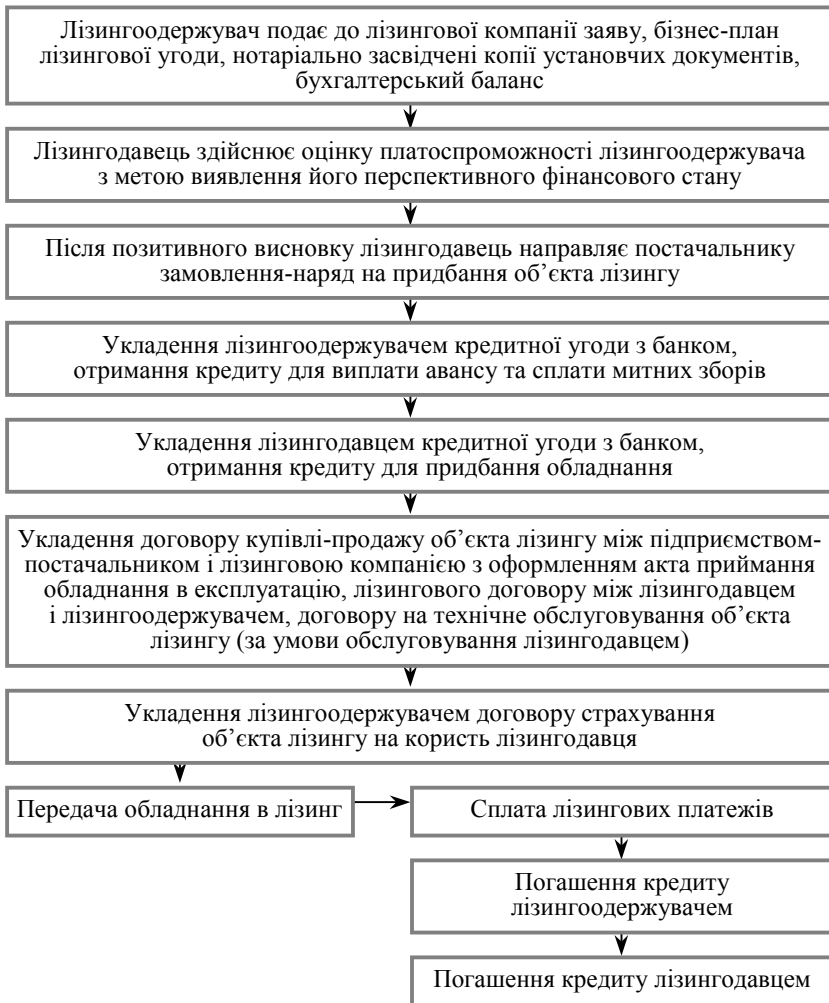 Лізингоодержувач подає до лізингової компанії заяву, бізнес-план
лізингової угоди, нотаріально засвідчені копії установчих документів,
бухгалтерський баланс
Лізингодавець здійснює оцінку платоспроможності лізингоодержувача
з метою виявлення його перспективного фінансового стану
Після позитивного висновку лізингодавець направляє постачальнику
замовлення-наряд на придбання об’єкта лізингу
Укладення лізингоодержувачем кредитної угоди з банком,
отримання кредиту для виплати авансу та сплати митних зборів
Укладення лізингодавцем кредитної угоди з банком,
отримання кредиту для придбання обладнання
Укладення договору купівлі-продажу об’єкта лізингу між підприємством-
постачальником і лізинговою компанією з оформленням акта приймання
обладнання в експлуатацію, лізингового договору між лізингодавцем
і лізингоодержувачем, договору на технічне обслуговування об’єкта
лізингу (за умови обслуговування лізингодавцем)
Укладення лізингоодержувачем договору страхування
об’єкта лізингу на користь лізингодавця
Передача обладнання в лізинг
Сплата лізингових платежів
Погашення кредиту
лізингоодержувачем
Погашення кредиту лізингодавцем